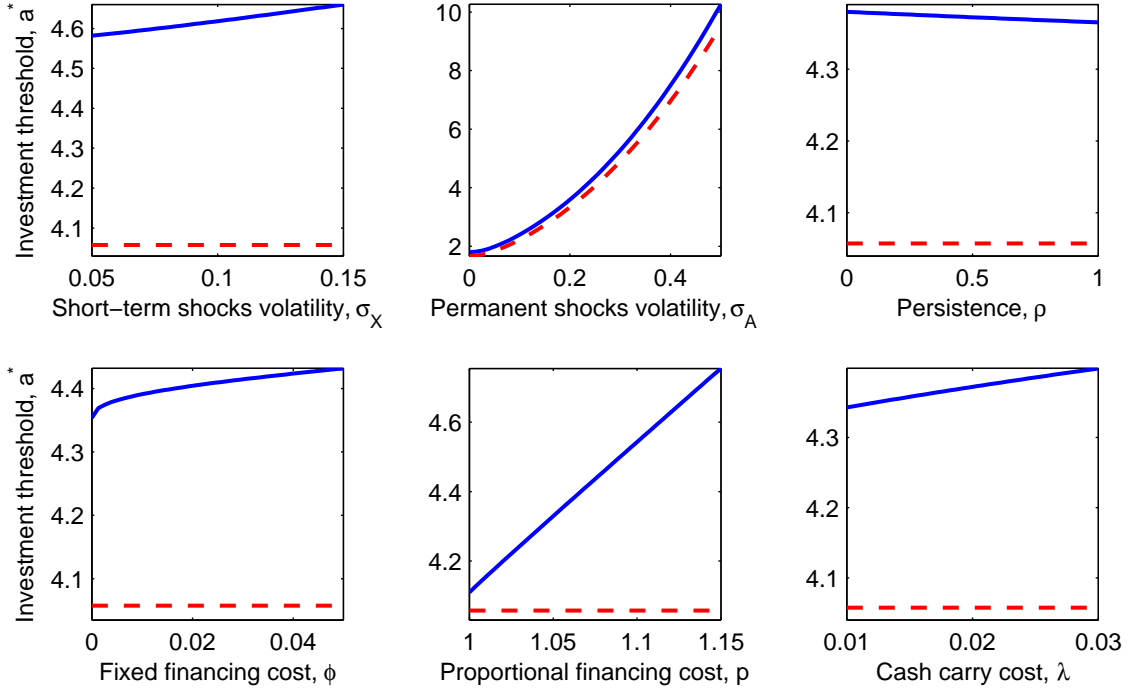 Investment threshold, a*
4.6
4.5
4.4
4.3
4.2
4.1
0.05 0.1 0.15
Short−term shocks volatility, σ_X
10
8
6
4
2
0 0.2 0.4
Permanent shocks volatility, σ_A
4.3
4.2
4.1
0 0.5 1
Persistence, ρ
Investment threshold, a*
4.4
4.3
4.2
4.1
0 0.02 0.04
Fixed financing cost, ϕ
4.6
4.4
4.2
1 1.05 1.1 1.15
Proportional financing cost, p
4.3
4.2
4.1
0.01 0.02 0.03
Cash carry cost, λ